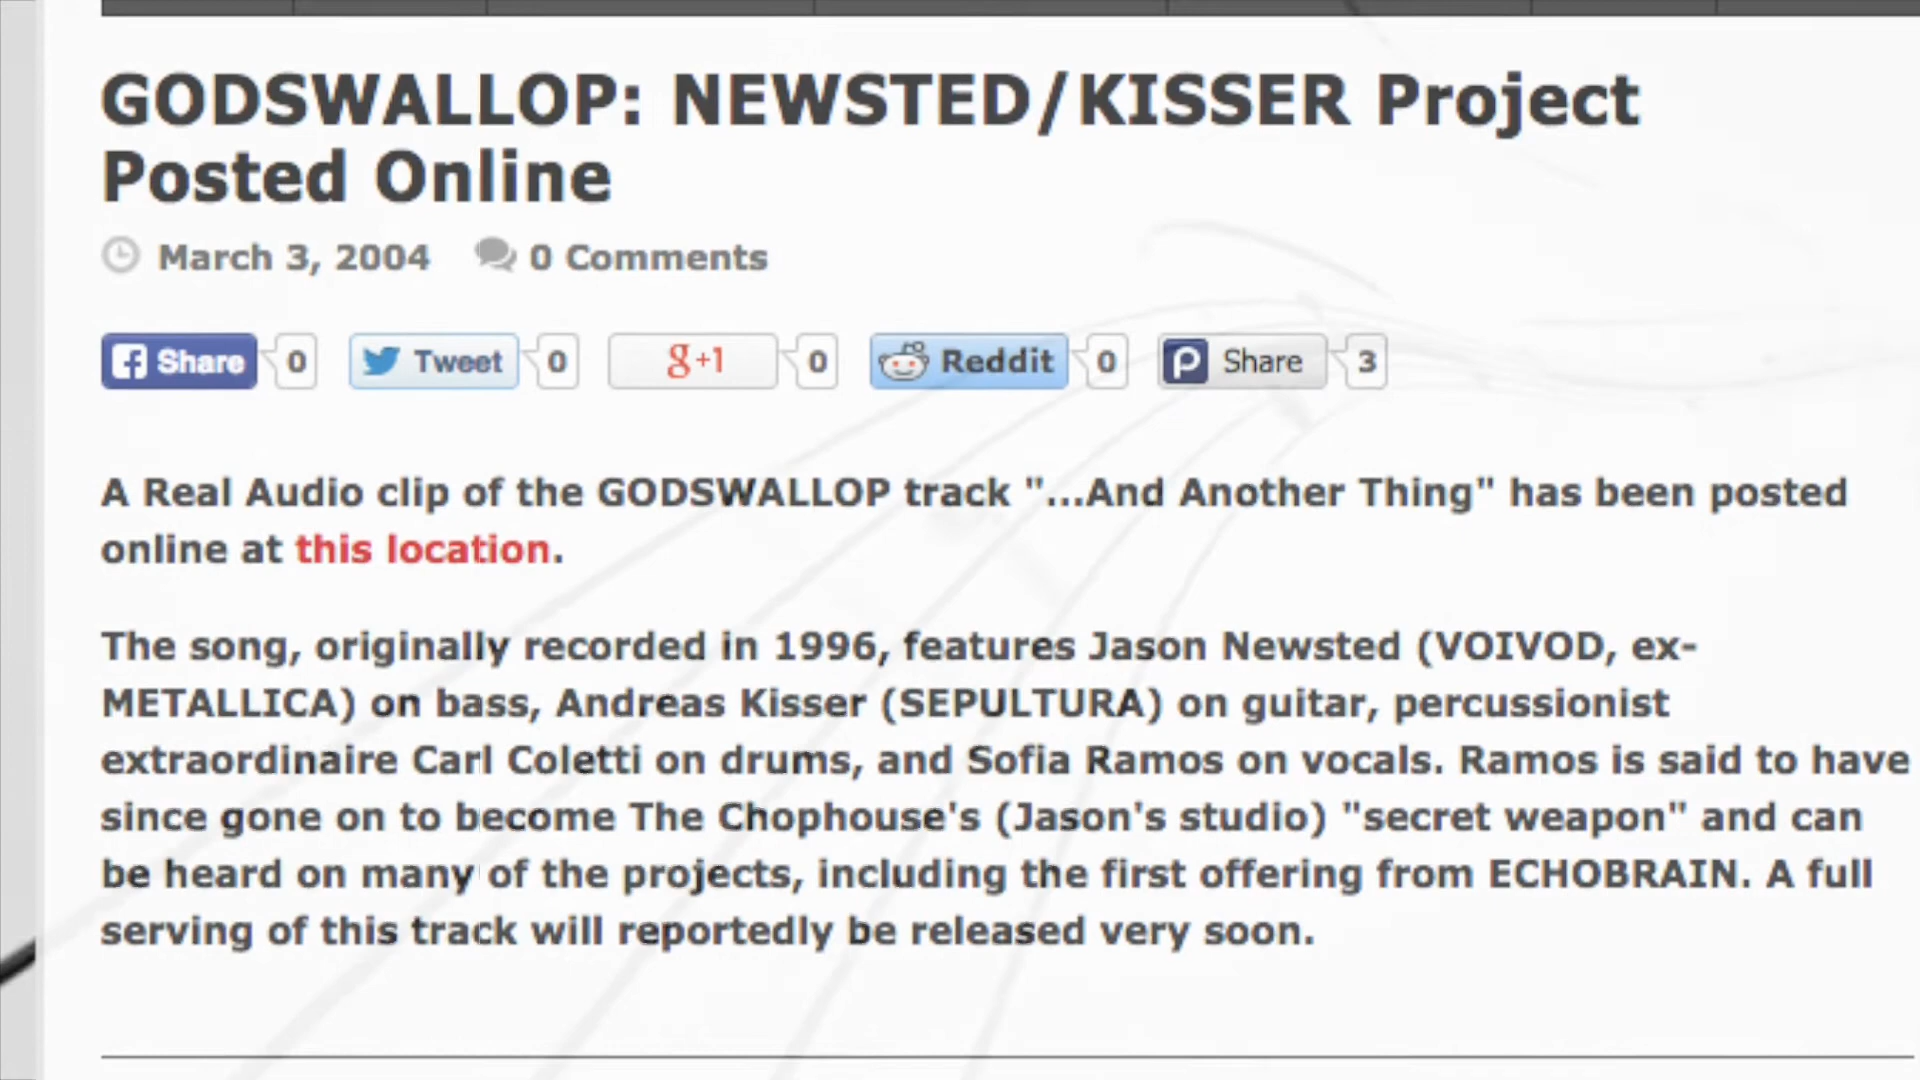 GODSWALLOP: NEWSTED/KISSER Project
Posted Online
March 3, 2004 0 Comments
Share 0 Tweet 0 g+1 0 Reddit 0 Share 3
A Real Audio clip of the GODSWALLOP track "...And Another Thing" has been posted
online at this location.
The song, originally recorded in 1996, features Jason Newsted (VOIVOD, ex-
METALLICA) on bass, Andreas Kisser (SEPULTURA) on guitar, percussionist
extraordinaire Carl Coletti on drums, and Sofia Ramos on vocals. Ramos is said to have
since gone on to become The Chophouse's (Jason's studio) "secret weapon" and can
be heard on many of the projects, including the first offering from ECHOBRAIN. A full
serving of this track will reportedly be released very soon.